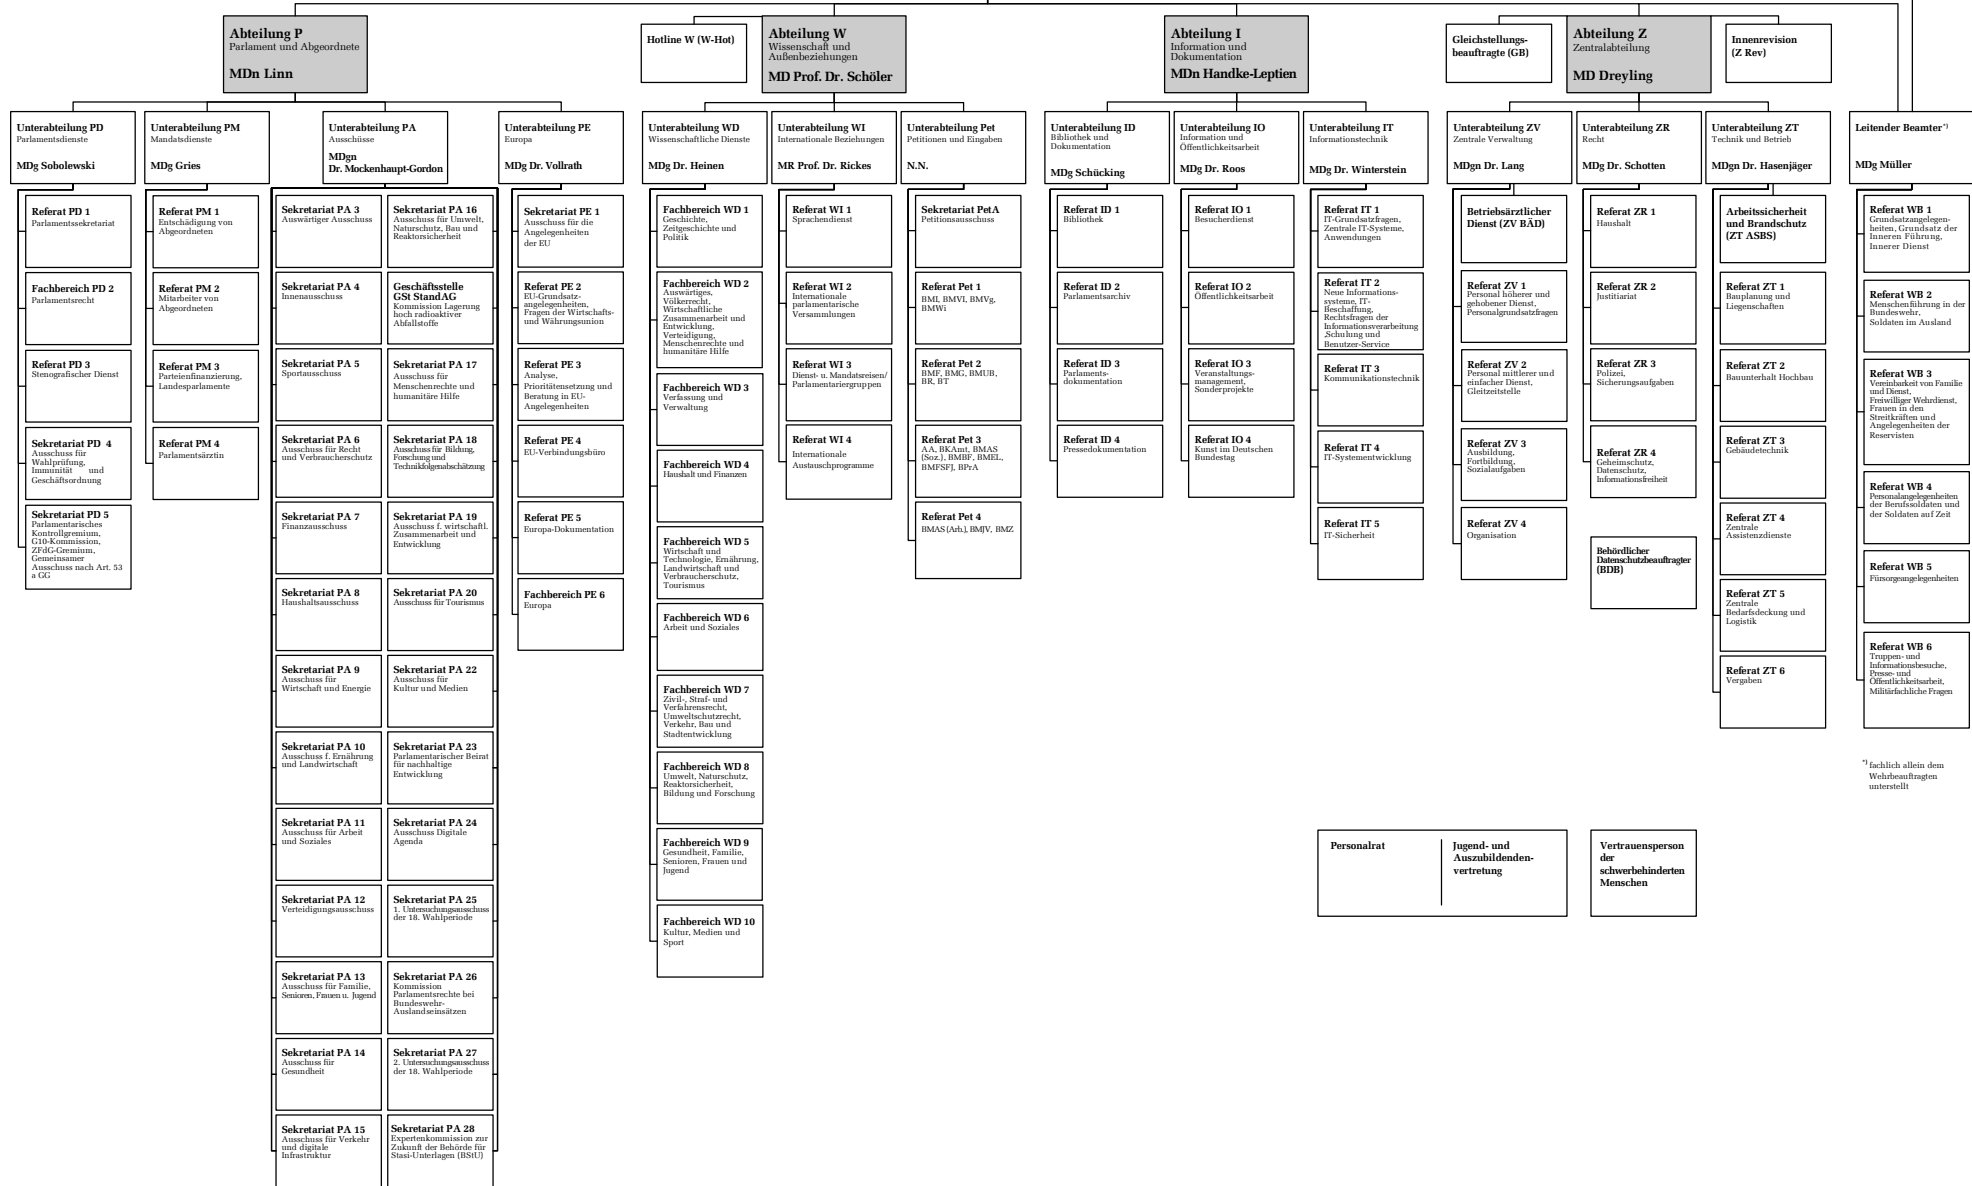 Abteilung P
Parlament und Abgeordnete
MDn Linn
Hotline W (W-Hot)
Abteilung W
Wissenschaft und
Außenbeziehungen
MD Prof. Dr. Schöler
Abteilung I
Information und
Dokumentation
MDn Handke-Leptien
Gleichstellungs-
beauftragte (GB)
Abteilung Z
Zentralabteilung
MD Dreyling
Innenrevision
(Z Rev)
Unterabteilung PD
Parlamentsdienste
MDg Sobolewski
Unterabteilung PM
Mandatsdienste
MDg Gries
Unterabteilung PA
Ausschüsse
MDgn
Dr. Mockenhaupt-Gordon
Unterabteilung PE
Europa
MDg Dr. Vollrath
Unterabteilung WD
Wissenschaftliche Dienste
MDg Dr. Heinen
Unterabteilung WI
Internationale Beziehungen
MR Prof. Dr. Rickes
Unterabteilung Pet
Petitionen und Eingaben
N.N.
Unterabteilung ID
Bibliothek und
Dokumentation
MDg Schücking
Unterabteilung IO
Information und
Öffentlichkeitsarbeit
MDg Dr. Roos
Unterabteilung IT
Informationstechnik
MDg Dr. Winterstein
Unterabteilung ZV
Zentrale Verwaltung
MDgn Dr. Lang
Unterabteilung ZR
Recht
MDg Dr. Schotten
Unterabteilung ZT
Technik und Betrieb
MDgn Dr. Hasenjäger
Leitender Beamter*)
MDg Müller
Referat PD 1
Parlamentssekretariat
Fachbereich PD 2
Parlamentsrecht
Referat PD 3
Stenografischer Dienst
Sekretariat PD 4
Ausschuss für
Wahlprüfung,
Immunität und
Geschäftsordnung
Sekretariat PD 5
Parlamentarisches
Kontrollgremium,
G10-Kommission,
ZFdG-Gremium,
Gemeinsamer
Ausschuss nach Art. 53
a GG
Referat PM 1
Entschädigung von
Abgeordneten
Referat PM 2
Mitarbeiter von
Abgeordneten
Referat PM 3
Parteienfinanzierung,
Landesparlamente
Referat PM 4
Parlamentsärztin
Sekretariat PA 3
Auswärtiger Ausschuss
Sekretariat PA 4
Innenausschuss
Sekretariat PA 5
Sportausschuss
Sekretariat PA 6
Ausschuss für Recht
und Verbraucherschutz
Sekretariat PA 7
Finanzausschuss
Sekretariat PA 8
Haushaltsausschuss
Sekretariat PA 9
Ausschuss für
Wirtschaft und Energie
Sekretariat PA 10
Ausschuss f. Ernährung
und Landwirtschaft
Sekretariat PA 11
Ausschuss für Arbeit
und Soziales
Sekretariat PA 12
Verteidigungsausschuss
Sekretariat PA 13
Ausschuss für Familie,
Senioren, Frauen u. Jugend
Sekretariat PA 14
Ausschuss für
Gesundheit
Sekretariat PA 15
Ausschuss für Verkehr
und digitale
Infrastruktur
Sekretariat PA 16
Ausschuss für Umwelt,
Naturschutz, Bau und
Reaktorsicherheit
Geschäftsstelle
GSt StandAG
Kommission Lagerung
hoch radioaktiver
Abfallstoffe
Sekretariat PA 17
Ausschuss für
Menschenrechte und
humanitäre Hilfe
Sekretariat PA 18
Ausschuss für Bildung,
Forschung und
Technikfolgenabschätzung
Sekretariat PA 19
Ausschuss f. wirtschaftl.
Zusammenarbeit und
Entwicklung
Sekretariat PA 20
Ausschuss für Tourismus
Sekretariat PA 22
Ausschuss für
Kultur und Medien
Sekretariat PA 23
Parlamentarischer Beirat
für nachhaltige
Entwicklung
Sekretariat PA 24
Ausschuss Digitale
Agenda
Sekretariat PA 25
1. Untersuchungsausschuss
der 18. Wahlperiode
Sekretariat PA 26
Kommission
Parlamentsrechte bei
Bundeswehr-
Auslandseinsätzen
Sekretariat PA 27
2. Untersuchungsausschuss
der 18. Wahlperiode
Sekretariat PA 28
Expertenkommission zur
Zukunft der Behörde für
Stasi-Unterlagen (BStU)
Sekretariat PE 1
Ausschuss für die
Angelegenheiten
der EU
Referat PE 2
EU-Grundsatz-
angelegenheiten,
Fragen der Wirtschafts-
und Währungsunion
Referat PE 3
Analyse,
Prioritätensetzung und
Beratung in EU-
Angelegenheiten
Referat PE 4
EU-Verbindungsbüro
Referat PE 5
Europa-Dokumentation
Fachbereich PE 6
Europa
Fachbereich WD 1
Geschichte,
Zeitgeschichte und
Politik
Fachbereich WD 2
Auswärtiges,
Völkerrecht,
Wirtschaftliche
Zusammenarbeit und
Entwicklung,
Verteidigung,
Menschenrechte und
humanitäre Hilfe
Fachbereich WD 3
Verfassung und
Verwaltung
Fachbereich WD 4
Haushalt und Finanzen
Fachbereich WD 5
Wirtschaft und
Technologie, Ernährung,
Landwirtschaft und
Verbraucherschutz,
Tourismus
Fachbereich WD 6
Arbeit und Soziales
Fachbereich WD 7
Zivil-, Straf- und
Verfahrensrecht,
Umweltschutzrecht,
Verkehr, Bau und
Stadtentwicklung
Fachbereich WD 8
Umwelt, Naturschutz,
Reaktorsicherheit,
Bildung und Forschung
Fachbereich WD 9
Gesundheit, Familie,
Senioren, Frauen und
Jugend
Fachbereich WD 10
Kultur, Medien und
Sport
Referat WI 1
Sprachendienst
Referat WI 2
Internationale
parlamentarische
Versammlungen
Referat WI 3
Dienst- u. Mandatsreisen/
Parlamentariergruppen
Referat WI 4
Internationale
Austauschprogramme
Sekretariat PetA
Petitionsausschuss
Referat Pet 1
BMI, BMVI, BMVg,
BMWi
Referat Pet 2
BMF, BMG, BMUB,
BR, BT
Referat Pet 3
AA, BKAmt, BMAS
(Soz.), BMBF, BMEL,
BMFSFJ, BPrA
Referat Pet 4
BMAS (Arb.), BMJV, BMZ
Referat ID 1
Bibliothek
Referat ID 2
Parlamentsarchiv
Referat ID 3
Parlaments-
dokumentation
Referat ID 4
Pressedokumentation
Referat IO 1
Besucherdienst
Referat IO 2
Öffentlichkeitsarbeit
Referat IO 3
Veranstaltungs-
management,
Sonderprojekte
Referat IO 4
Kunst im Deutschen
Bundestag
Referat IT 1
IT-Grundsatzfragen,
Zentrale IT-Systeme,
Anwendungen
Referat IT 2
Neue Informations-
systeme, IT-
Beschaffung,
Rechtsfragen der
Informationsverarbeitung
,Schulung und
Benutzer-Service
Referat IT 3
Kommunikationstechnik
Referat IT 4
IT-Systementwicklung
Referat IT 5
IT-Sicherheit
Betriebsärztlicher
Dienst (ZV BÄD)
Referat ZV 1
Personal höherer und
gehobener Dienst,
Personalgrundsatzfragen
Referat ZV 2
Personal mittlerer und
einfacher Dienst,
Gleitzeitstelle
Referat ZV 3
Ausbildung,
Fortbildung,
Sozialaufgaben
Referat ZV 4
Organisation
Referat ZR 1
Haushalt
Referat ZR 2
Justitiariat
Referat ZR 3
Polizei,
Sicherungsaufgaben
Referat ZR 4
Geheimschutz,
Datenschutz,
Informationsfreiheit
Behördlicher
Datenschutzbeauftragter
(BDB)
Arbeitssicherheit
und Brandschutz
(ZT ASBS)
Referat ZT 1
Bauplanung und
Liegenschaften
Referat ZT 2
Bauunterhalt Hochbau
Referat ZT 3
Gebäudetechnik
Referat ZT 4
Zentrale
Assistenzdienste
Referat ZT 5
Zentrale
Bedarfsdeckung und
Logistik
Referat ZT 6
Vergaben
Referat WB 1
Grundsatzangelegen-
heiten, Grundsatz der
Inneren Führung,
Innerer Dienst
Referat WB 2
Menschenführung in der
Bundeswehr,
Soldaten im Ausland
Referat WB 3
Vereinbarkeit von Familie
und Dienst,
Freiwilliger Wehrdienst,
Frauen in den
Streitkräften und
Angelegenheiten der
Reservisten
Referat WB 4
Personalangelegenheiten
der Berufssoldaten und
der Soldaten auf Zeit
Referat WB 5
Fürsorgeangelegenheiten
Referat WB 6
Truppen- und
Informationsbesuche,
Presse- und
Öffentlichkeitsarbeit,
Militärfachliche Fragen
*) fachlich allein dem
Wehrbeauftragten
unterstellt
Personalrat
Jugend- und
Auszubildenden-
vertretung
Vertrauensperson
der
schwerbehinderten
Menschen